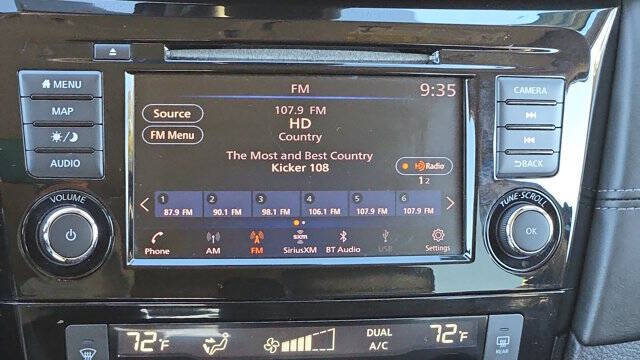 MENU
MAP
AUDIO
VOLUME
FM
9:35
Source
FM Menu
107.9 FM
HD
Country
The Most and Best Country
Kicker 108
HD Radio
1 2
1 2 3 4 5 6
87.9 FM 90.1 FM 98.1 FM 106.1 FM 107.9 FM 107.9 FM
sxm
Phone AM FM SiriusXM BT Audio USB Settings
CAMERA
BACK
TUNE·SCROLL
OK
72°F
DUAL
A/C
72°F
REAR